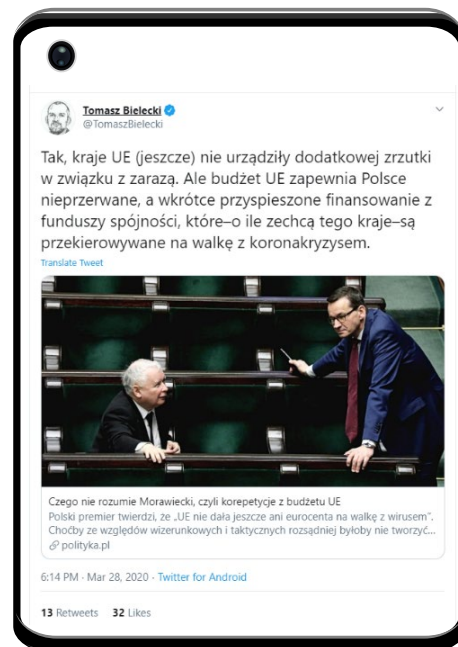 Tomasz Bielecki
@TomaszBielecki
Tak, kraje UE (jeszcze) nie urządziły dodatkowej zrzutki
w związku z zarazą. Ale budżet UE zapewnia Polsce
nieprzerwane, a wkrótce przyspieszone finansowanie z
funduszy spójności, które–o ile zechcą tego kraje–są
przekierowywane na walkę z koronakryzysem.
Translate Tweet
Czego nie rozumie Morawiecki, czyli korepetycje z budżetu UE
Polski premier twierdzi, że „UE nie dała jeszcze ani eurocenta na walkę z wirusem".
Choćby ze względów wizerunkowych i taktycznych rozsądniej byłoby nie tworzyć...
polityka.pl
6:14 PM · Mar 28, 2020 · Twitter for Android
13 Retweets 32 Likes